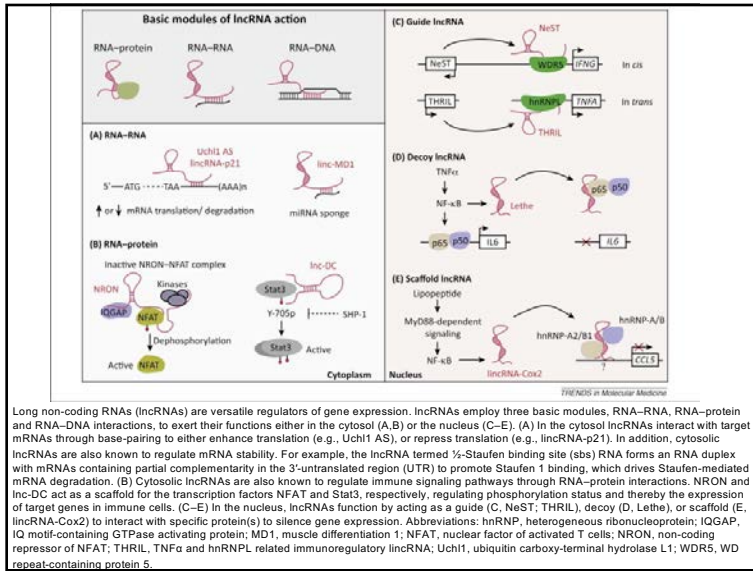 Basic modules of lncRNA action
RNA–protein RNA–RNA RNA–DNA
(A) RNA–RNA
Uchl1 AS
lincRNA-p21
5′—ATG -----TAA (AAA)n
↑ or ↓ mRNA translation/ degradation
linc-MD1
miRNA sponge
(B) RNA–protein
Inactive NRON–NFAT complex
NRON
Kinases
IQGAP
NFAT
Dephosphorylation
Active NFAT
lnc-DC
Stat3
Y-705p
SHP-1
Stat3 Active
Cytoplasm
(C) Guide lncRNA
NeST
NeST WDR5 IFNG In cis
THRIL hnRNPL TNFA In trans
THRIL
(D) Decoy lncRNA
TNFα
NF-κB
Lethe
p65 p50
p65 p50 IL6
IL6
(E) Scaffold lncRNA
Lipopeptide
MyD88-dependent
signaling
NF-κB
lincRNA-Cox2
hnRNP-A/B
hnRNP-A2/B1
?
CCL5
Nucleus
TRENDS in Molecular Medicine
Long non-coding RNAs (lncRNAs) are versatile regulators of gene expression. lncRNAs employ three basic modules, RNA–RNA, RNA–protein
and RNA–DNA interactions, to exert their functions either in the cytosol (A,B) or the nucleus (C–E). (A) In the cytosol lncRNAs interact with target
mRNAs through base-pairing to either enhance translation (e.g., Uchl1 AS), or repress translation (e.g., lincRNA-p21). In addition, cytosolic
lncRNAs are also known to regulate mRNA stability. For example, the lncRNA termed ½-Staufen binding site (sbs) RNA forms an RNA duplex
with mRNAs containing partial complementarity in the 3′-untranslated region (UTR) to promote Staufen 1 binding, which drives Staufen-mediated
mRNA degradation. (B) Cytosolic lncRNAs are also known to regulate immune signaling pathways through RNA–protein interactions. NRON and
lnc-DC act as a scaffold for the transcription factors NFAT and Stat3, respectively, regulating phosphorylation status and thereby the expression
of target genes in immune cells. (C–E) In the nucleus, lncRNAs function by acting as a guide (C, NeST; THRIL), decoy (D, Lethe), or scaffold (E,
lincRNA-Cox2) to interact with specific protein(s) to silence gene expression. Abbreviations: hnRNP, heterogeneous ribonucleoprotein; IQGAP,
IQ motif-containing GTPase activating protein; MD1, muscle differentiation 1; NFAT, nuclear factor of activated T cells; NRON, non-coding
repressor of NFAT; THRIL, TNFα and hnRNPL related immunoregulatory lincRNA; Uchl1, ubiquitin carboxy-terminal hydrolase L1; WDR5, WD
repeat-containing protein 5.